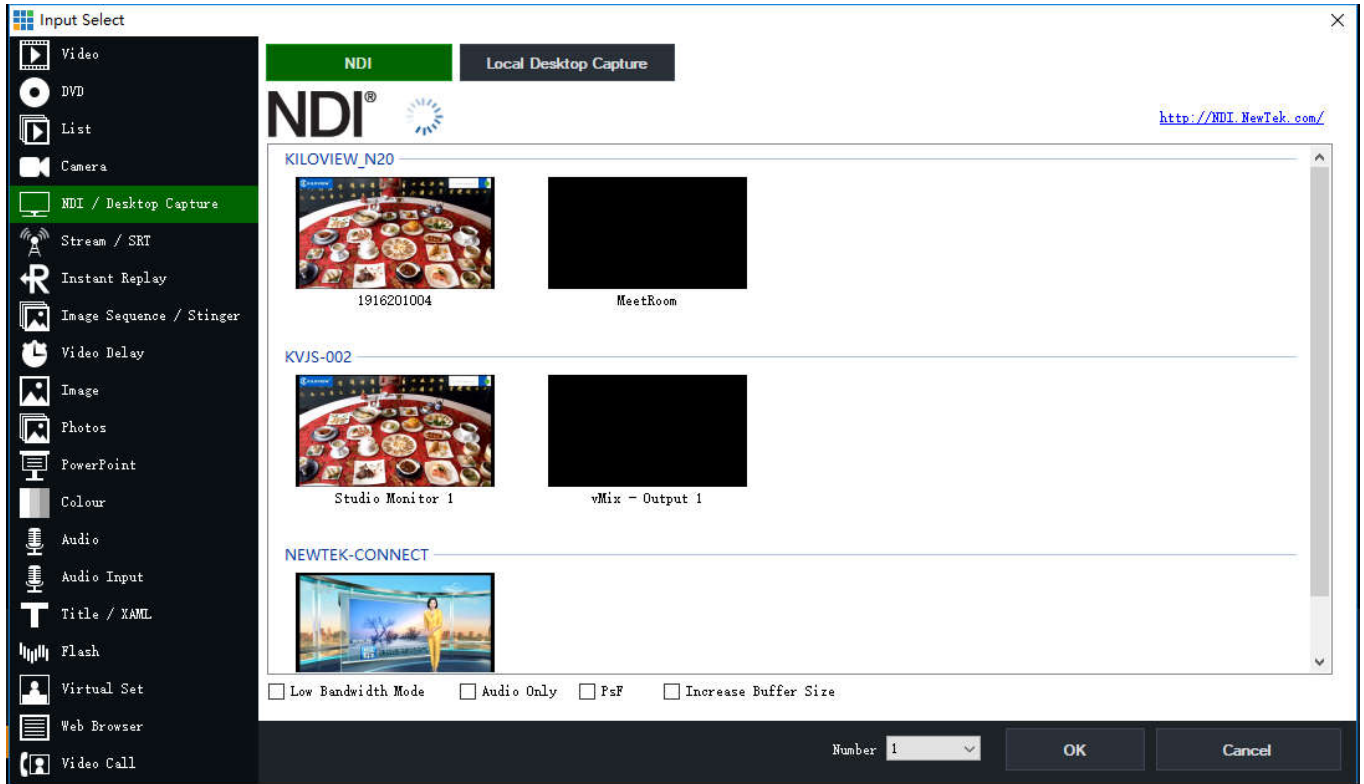 Input Select
Video
DVD
List
Camera
NDI / Desktop Capture
Stream / SRT
Instant Replay
Image Sequence / Stinger
Video Delay
Image
Photos
PowerPoint
Colour
Audio
Audio Input
Title / XAML
Flash
Virtual Set
Web Browser
Video Call
NDI
Local Desktop Capture
NDI®
http://NDI.NewTek.com/
KILOVIEW_N20
1916201004
MeetRoom
KVJS-002
Studio Monitor 1
vMix - Output 1
NEWTEK-CONNECT
Low Bandwidth Mode
Audio Only
PsF
Increase Buffer Size
Number 1
OK
Cancel